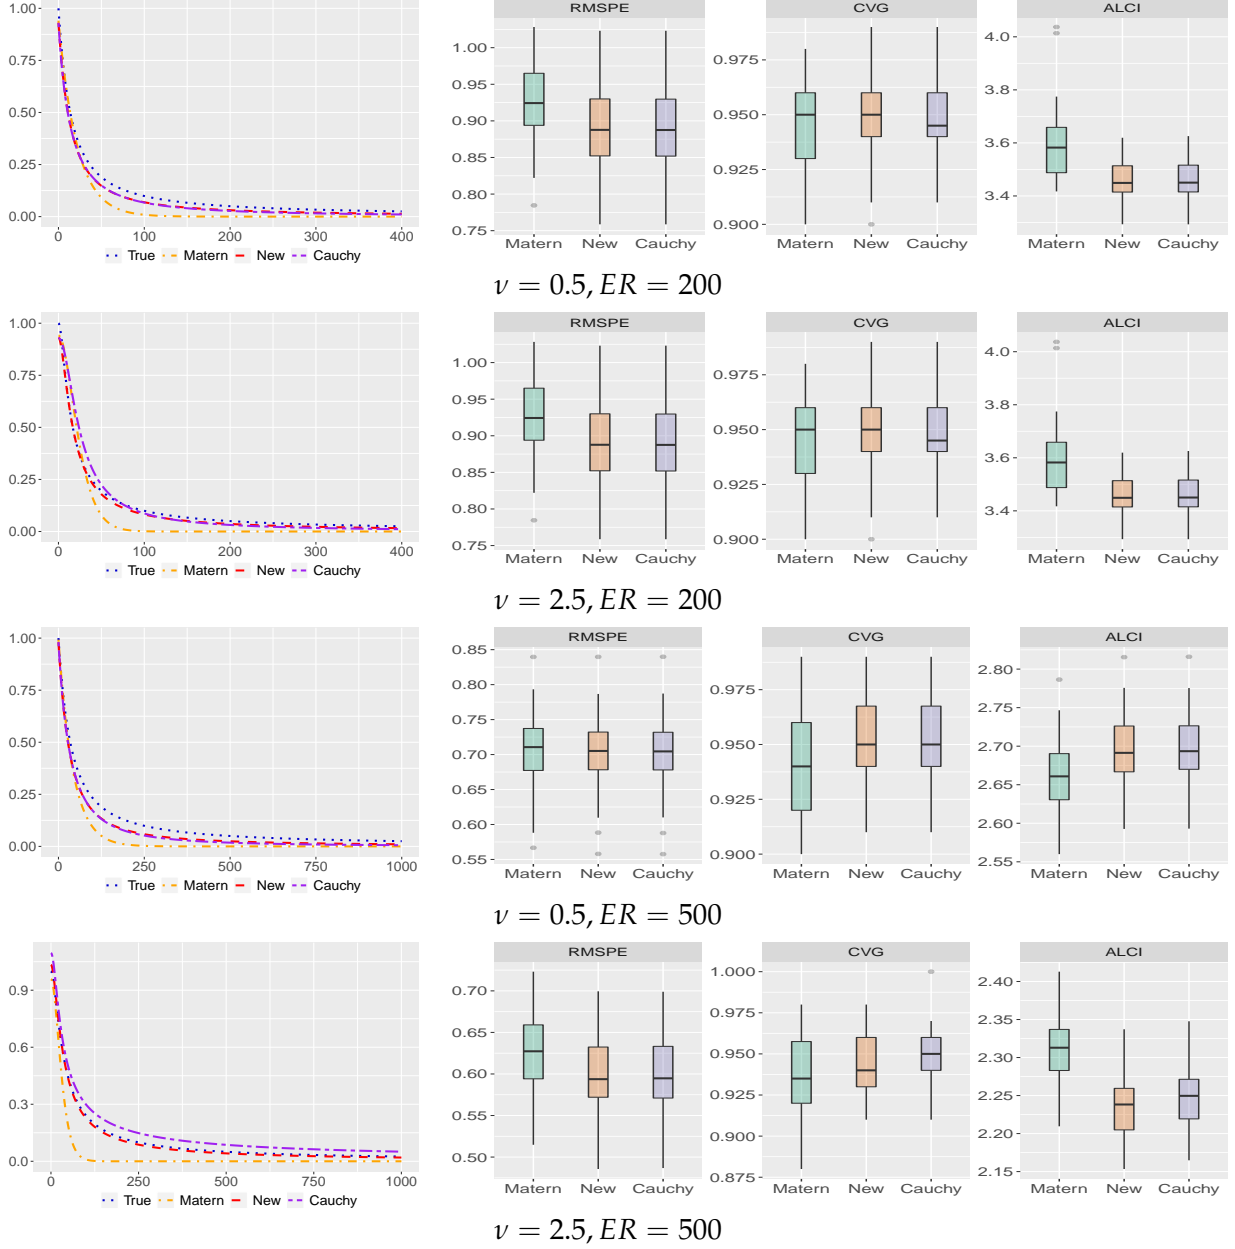 RMSPE CVG ALCI
1.00
0.75
0.50
0.25
0.00
0 100 200 300 400
True Matern New Cauchy
1.00
0.95
0.90
0.85
0.80
0.75
Matern New Cauchy
0.975
0.950
0.925
0.900
Matern New Cauchy
4.0
3.8
3.6
3.4
Matern New Cauchy
ν = 0.5, ER = 200
RMSPE CVG ALCI
1.00
0.75
0.50
0.25
0.00
0 100 200 300 400
True Matern New Cauchy
1.00
0.95
0.90
0.85
0.80
0.75
Matern New Cauchy
0.975
0.950
0.925
0.900
Matern New Cauchy
4.0
3.8
3.6
3.4
Matern New Cauchy
ν = 2.5, ER = 200
RMSPE CVG ALCI
1.00
0.75
0.50
0.25
0.00
0 250 500 750 1000
True Matern New Cauchy
0.85
0.80
0.75
0.70
0.65
0.60
0.55
Matern New Cauchy
0.975
0.950
0.925
0.900
Matern New Cauchy
2.80
2.75
2.70
2.65
2.60
2.55
Matern New Cauchy
ν = 0.5, ER = 500
RMSPE CVG ALCI
0.9
0.6
0.3
0.0
0 250 500 750 1000
True Matern New Cauchy
0.70
0.65
0.60
0.55
0.50
Matern New Cauchy
1.000
0.975
0.950
0.925
0.900
0.875
Matern New Cauchy
2.40
2.35
2.30
2.25
2.20
2.15
Matern New Cauchy
ν = 2.5, ER = 500